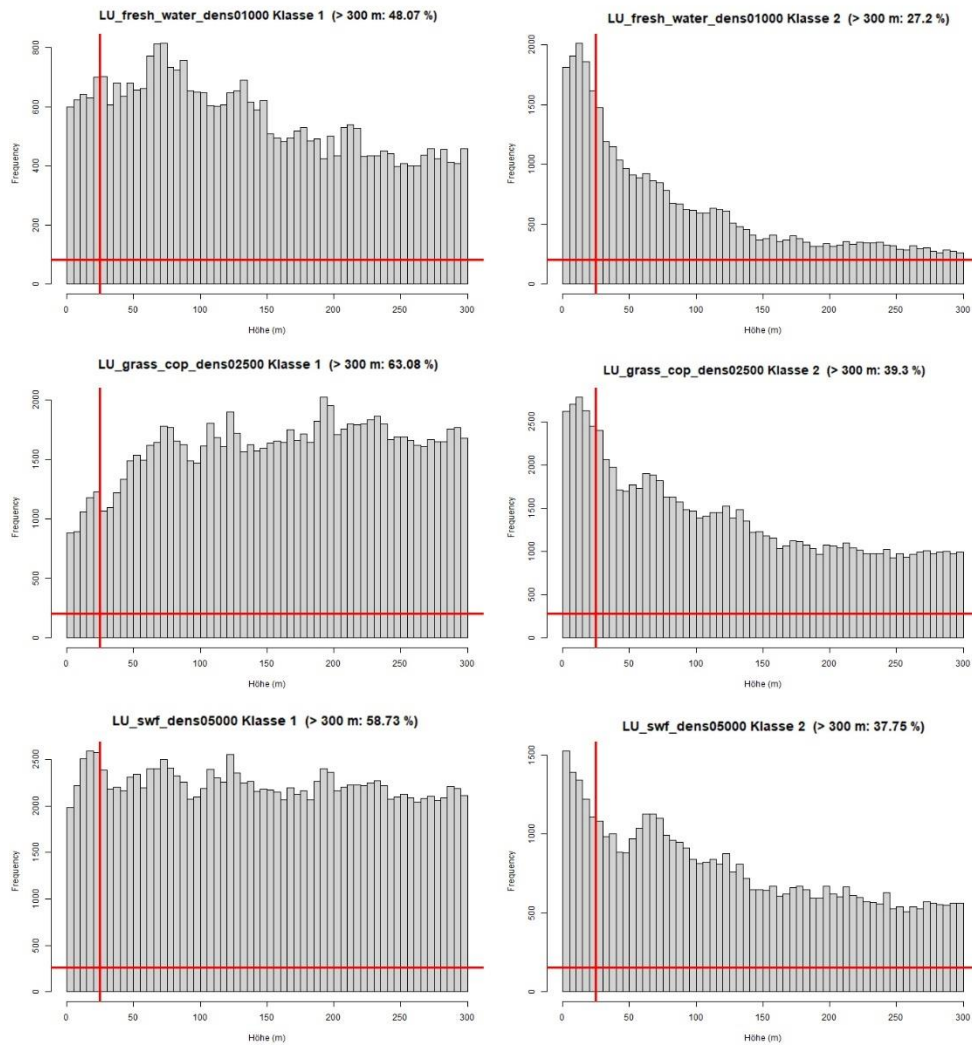 LU_fresh_water_dens01000 Klasse 1 (> 300 m: 48.07 %)
Frequency
800
600
400
200
0
0 50 100 150 200 250 300
Höhe (m)
LU_fresh_water_dens01000 Klasse 2 (> 300 m: 27.2 %)
Frequency
2000
1500
1000
500
0
0 50 100 150 200 250 300
Höhe (m)
LU_grass_cop_dens02500 Klasse 1 (> 300 m: 63.08 %)
Frequency
2000
1500
1000
500
0
0 50 100 150 200 250 300
Höhe (m)
LU_grass_cop_dens02500 Klasse 2 (> 300 m: 39.3 %)
Frequency
2500
2000
1500
1000
500
0
0 50 100 150 200 250 300
Höhe (m)
LU_swf_dens05000 Klasse 1 (> 300 m: 58.73 %)
Frequency
2500
2000
1500
1000
500
0
0 50 100 150 200 250 300
Höhe (m)
LU_swf_dens05000 Klasse 2 (> 300 m: 37.75 %)
Frequency
1500
1000
500
0
0 50 100 150 200 250 300
Höhe (m)